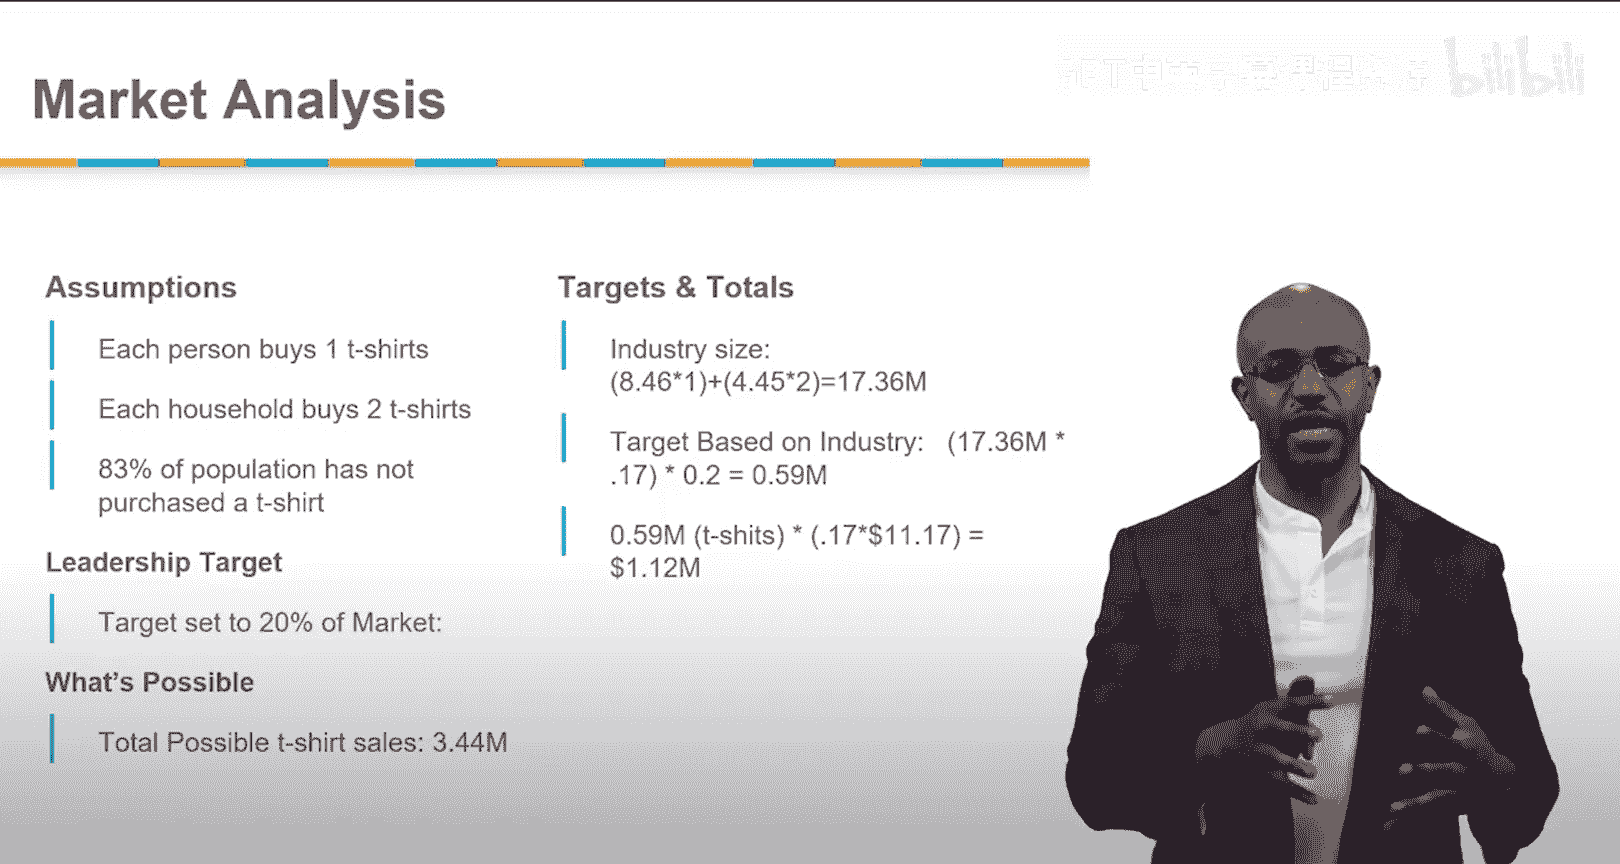 Market Analysis
bilibili
Assumptions
Each person buys 1 t-shirts
Each household buys 2 t-shirts
83% of population has not
purchased a t-shirt
Leadership Target
Target set to 20% of Market:
What’s Possible
Total Possible t-shirt sales: 3.44M
Targets & Totals
Industry size:
(8.46*1)+(4.45*2)=17.36M
Target Based on Industry: (17.36M *
.17) * 0.2 = 0.59M
0.59M (t-shits) * (.17*$11.17) =
$1.12M